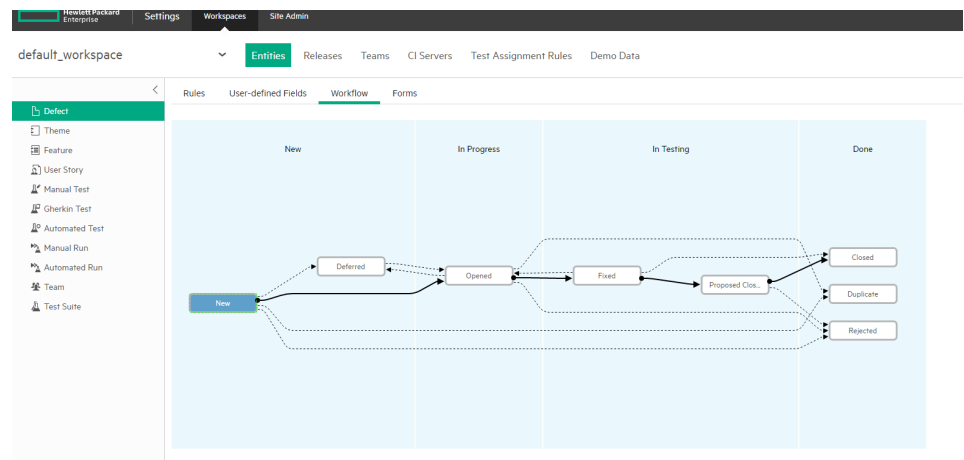 Hewlett Packard
Enterprise
Settings Workspaces Site Admin
default_workspace Entities Releases Teams CI Servers Test Assignment Rules Demo Data
Rules User-defined Fields Workflow Forms
Defect
Theme
Feature
User Story
Manual Test
Gherkin Test
Automated Test
Manual Run
Automated Run
Team
Test Suite
New In Progress In Testing Done
Closed
Deferred
Opened Fixed
Proposed Clos...
New Duplicate
Rejected